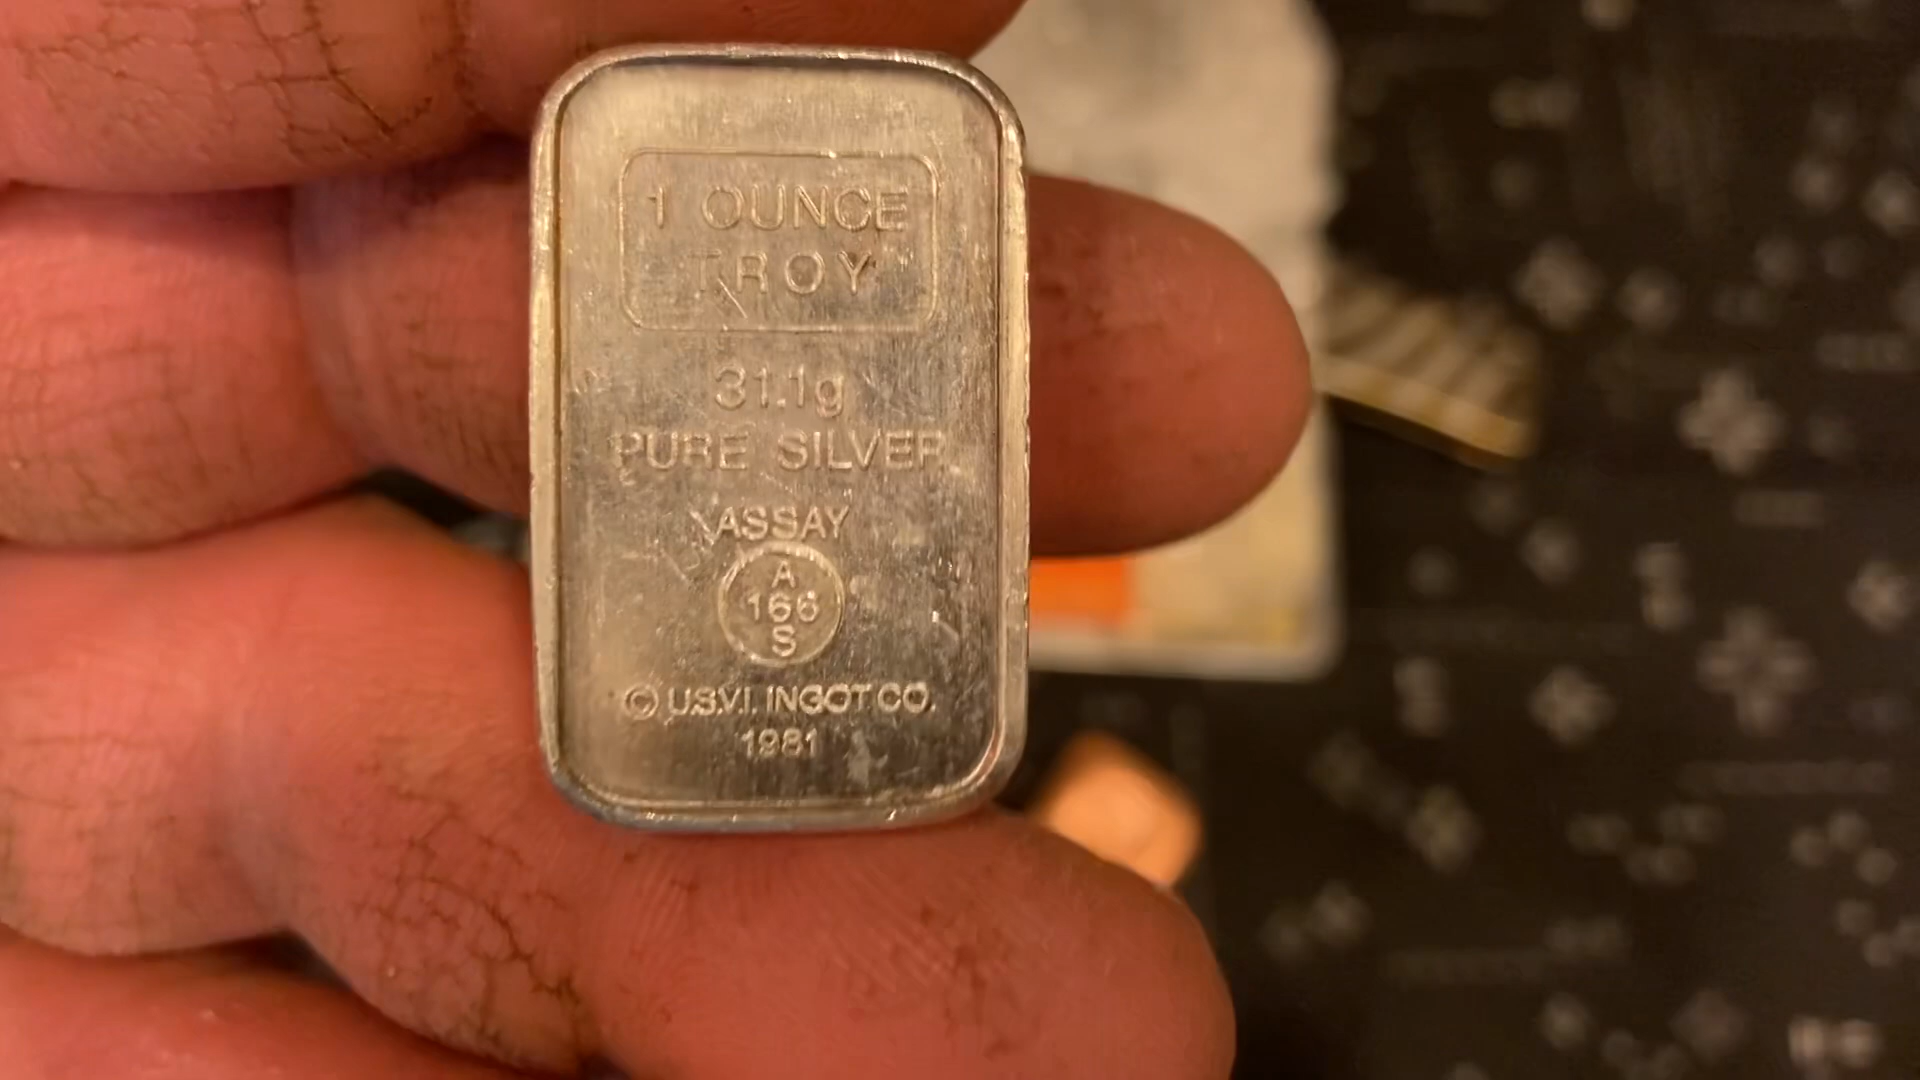 1 OUNCE
TROY
31.1g
PURE SILVER
ASSAY
A
166
S
© U.S.V.I. INGOT CO.
1981